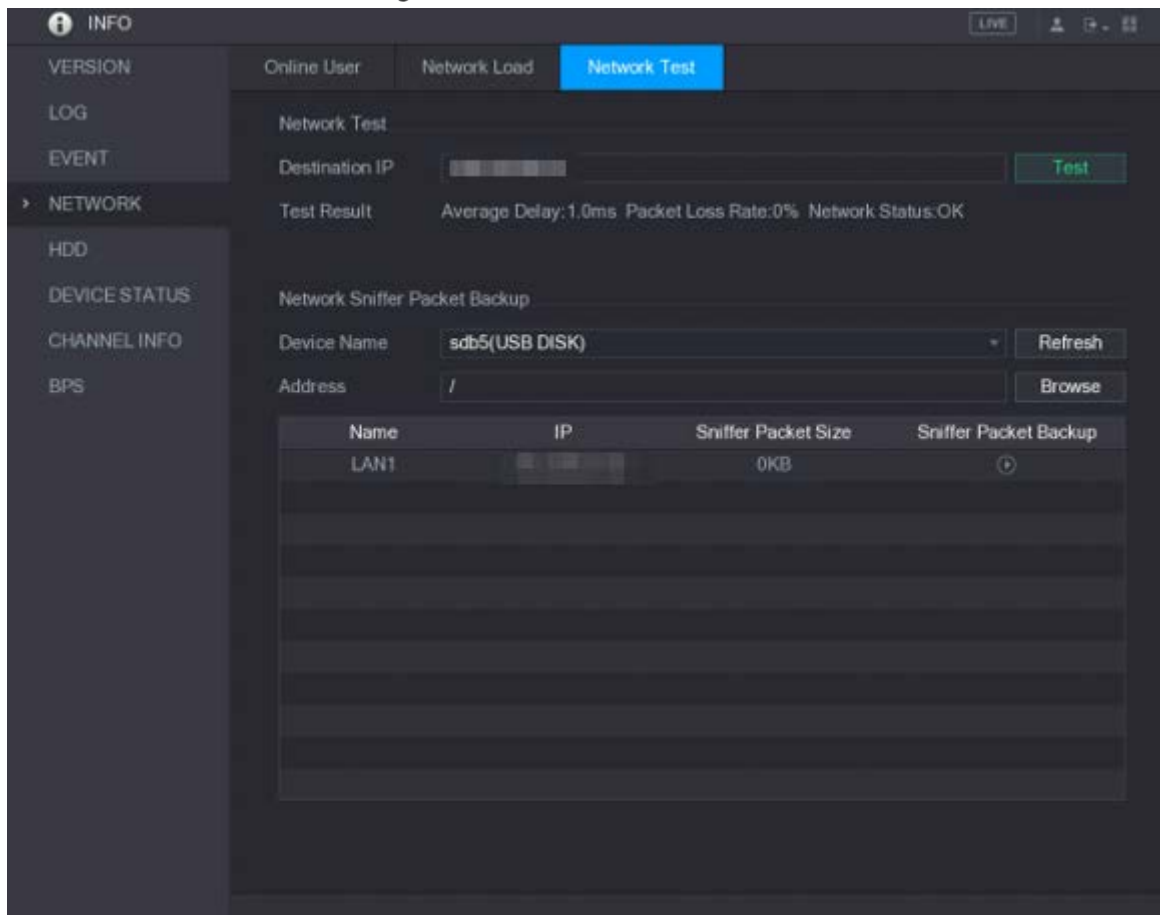 INFO
LIVE
VERSION
LOG
EVENT
NETWORK
HDD
DEVICE STATUS
CHANNEL INFO
BPS
Online User Network Load Network Test
Network Test
Destination IP Test
Test Result Average Delay:1.0ms Packet Loss Rate:0% Network Status:OK
Network Sniffer Packet Backup
Device Name sdb5(USB DISK) Refresh
Address / Browse
Name IP Sniffer Packet Size Sniffer Packet Backup
LAN1 0KB